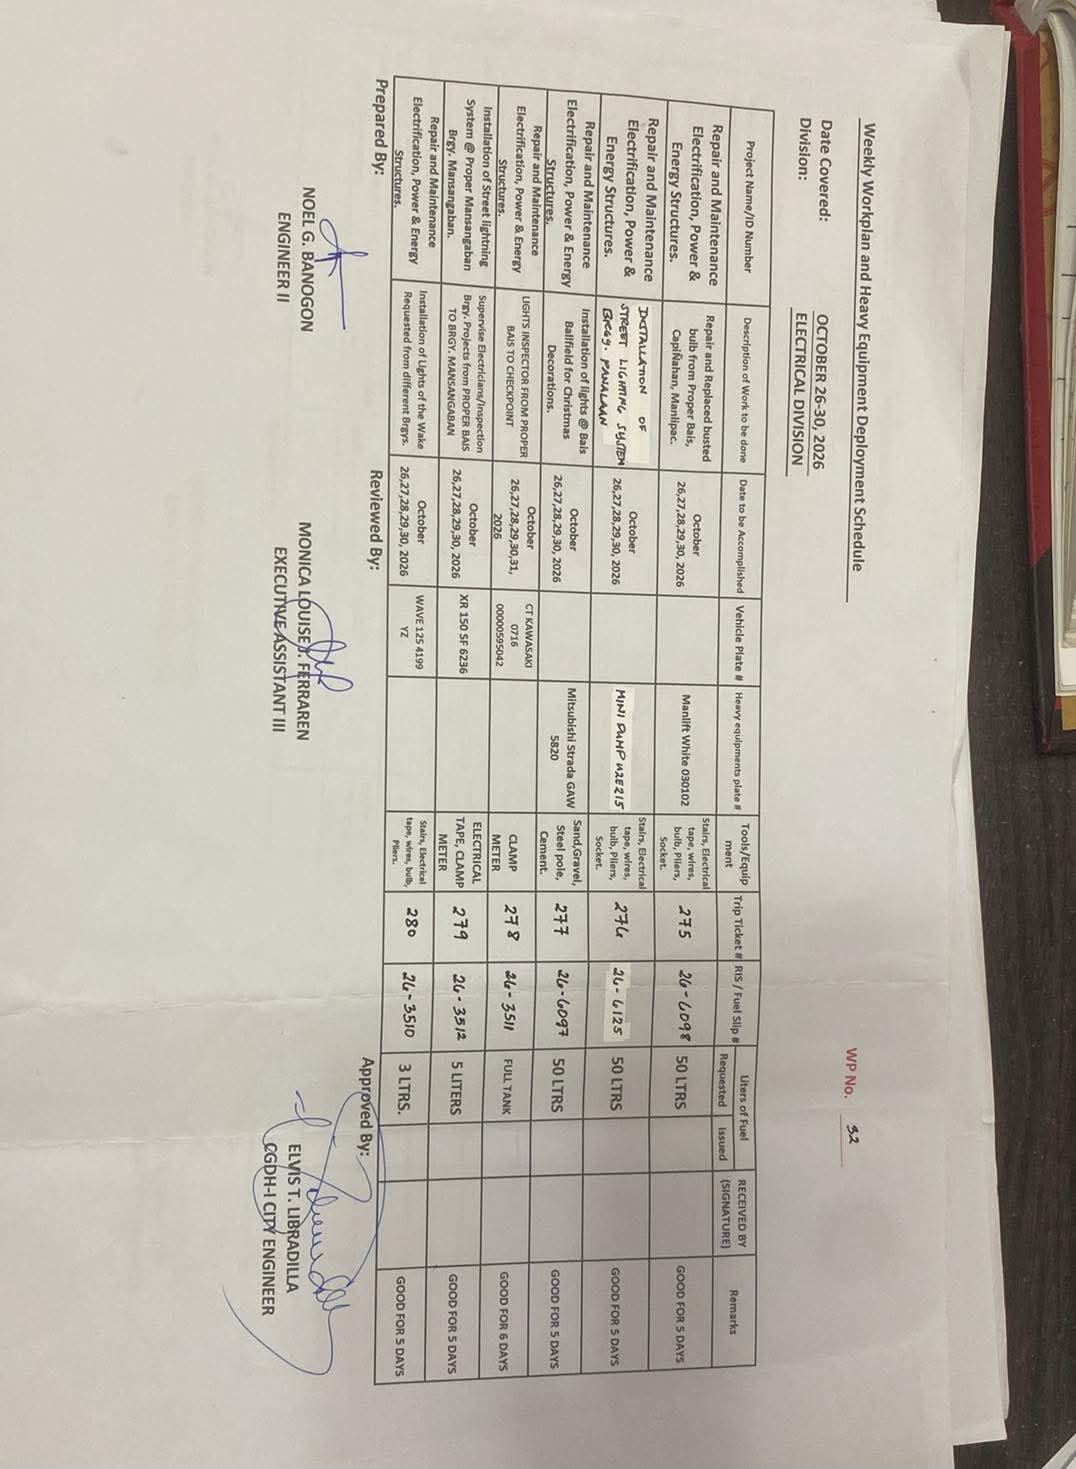 Weekly Workplan and Heavy Equipment Deployment Schedule
WP No. 32
Date Covered: OCTOBER 26-30, 2026
Division: ELECTRICAL DIVISION
Project Name/ID Number
Description of Work to be done
Date to be Accomplished
Vehicle Plate #
Heavy equipments plate #
Tools/Equip
ment
Trip Ticket #
RIS / Fuel Slip #
Liters of Fuel
Requested
Issued
RECEIVED BY
(SIGNATURE)
Remarks
Repair and Maintenance
Electrification, Power &
Energy Structures.
Repair and Replaced busted
bulb from Proper Bais,
CapiÑahan, Manlipac.
October
26,27,28,29,30, 2026
Manlift White 030102
Stairs, Electrical
tape, wires,
bulb, Pliers,
Socket.
275
26-6098
50 LTRS
GOOD FOR 5 DAYS
Repair and Maintenance
Electrification, Power &
Energy Structures.
INSTALLATION OF
STREET LIGHTING SYSTEM
BRGY. PANALAAN
October
26,27,28,29,30, 2026
MINI DUMP U2E215
Stairs, Electrical
tape, wires,
bulb, Pliers,
Socket.
276
26-6125
50 LTRS
GOOD FOR 5 DAYS
Repair and Maintenance
Electrification, Power & Energy
Structures.
Installation of lights @ Bais
Ballfield for Christmas
Decorations.
October
26,27,28,29,30, 2026
Mitsubishi Strada GAW
5820
Sand,Gravel,
Steel pole,
Cement.
277
26-6097
50 LTRS
GOOD FOR 5 DAYS
Repair and Maintenance
Electrification, Power & Energy
Structures.
LIGHTS INSPECTOR FROM PROPER
BAIS TO CHECKPOINT
October
26,27,28,29,30,31,
2026
CT KAWASAKI
0716
00000595042
CLAMP
METER
278
26-3511
FULL TANK
GOOD FOR 6 DAYS
Installation of Street lightning
System @ Proper Mansangaban
Brgy. Mansangaban.
Supervise Electricians/Inspection
Brgy. Projects from PROPER BAIS
TO BRGY. MANSANGABAN
October
26,27,28,29,30, 2026
XR 150 SF 6236
ELECTRICAL
TAPE, CLAMP
METER
279
26-3512
5 LITERS
GOOD FOR 5 DAYS
Repair and Maintenance
Electrification, Power & Energy
Structures.
Installation of Lights of the Wake
Requested from different Brgys.
October
26,27,28,29,30, 2026
WAVE 125 4199
YZ
Stairs, Electrical
tape, wires, bulb,
Pliers.
280
26-3510
3 LTRS.
GOOD FOR 5 DAYS
Prepared By:
Reviewed By:
Approved By:
NOEL G. BANOGON
ENGINEER II
MONICA LOUISE J. FERRAREN
EXECUTIVE ASSISTANT III
ELVIS T. LIBRADILLA
CGDH-I CITY ENGINEER